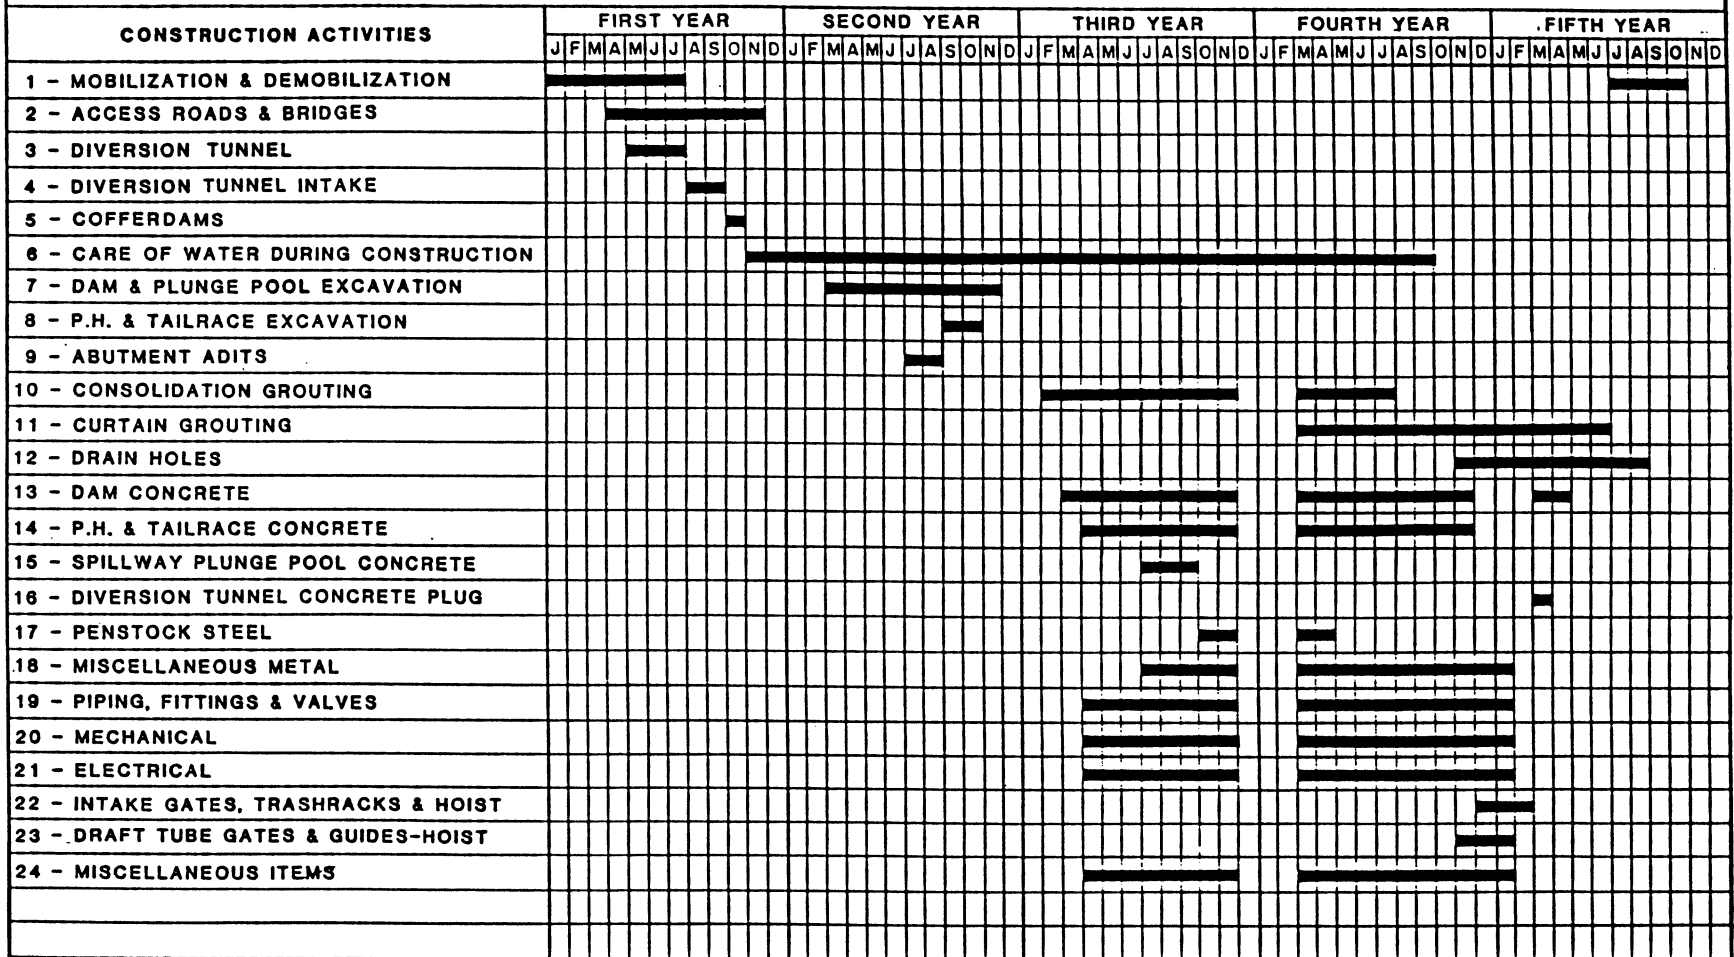 CONSTRUCTION ACTIVITIES
FIRST YEAR SECOND YEAR THIRD YEAR FOURTH YEAR FIFTH YEAR
J F M A M J J A S O N D J F M A M J J A S O N D J F M A M J J A S O N D J F M A M J J A S O N D J F M A M J J A S O N D
1 - MOBILIZATION & DEMOBILIZATION
2 - ACCESS ROADS & BRIDGES
3 - DIVERSION TUNNEL
4 - DIVERSION TUNNEL INTAKE
5 - COFFERDAMS
6 - CARE OF WATER DURING CONSTRUCTION
7 - DAM & PLUNGE POOL EXCAVATION
8 - P.H. & TAILRACE EXCAVATION
9 - ABUTMENT ADITS
10 - CONSOLIDATION GROUTING
11 - CURTAIN GROUTING
12 - DRAIN HOLES
13 - DAM CONCRETE
14 - P.H. & TAILRACE CONCRETE
15 - SPILLWAY PLUNGE POOL CONCRETE
16 - DIVERSION TUNNEL CONCRETE PLUG
17 - PENSTOCK STEEL
18 - MISCELLANEOUS METAL
19 - PIPING, FITTINGS & VALVES
20 - MECHANICAL
21 - ELECTRICAL
22 - INTAKE GATES, TRASHRACKS & HOIST
23 - DRAFT TUBE GATES & GUIDES-HOIST
24 - MISCELLANEOUS ITEMS